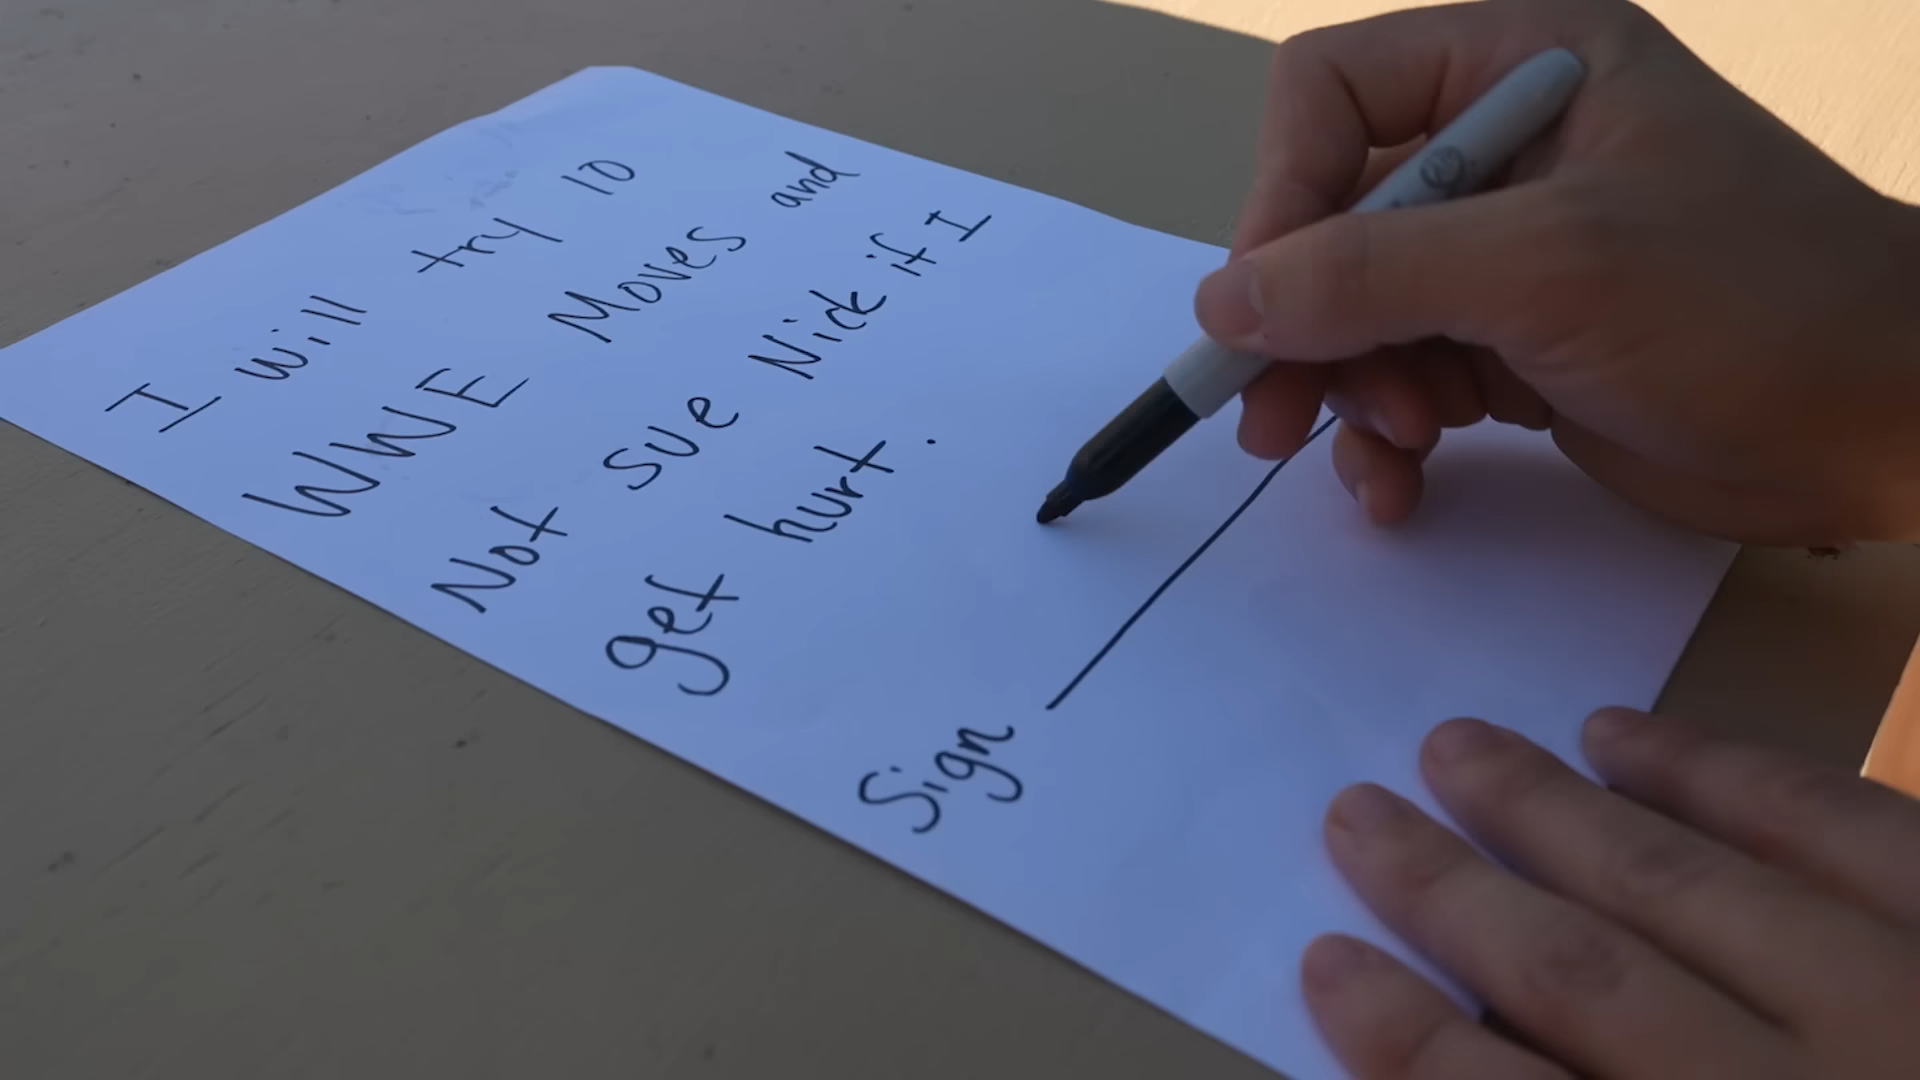 I will try 10
WWE Moves and
Not sue Nick if I
get hurt.
Sign